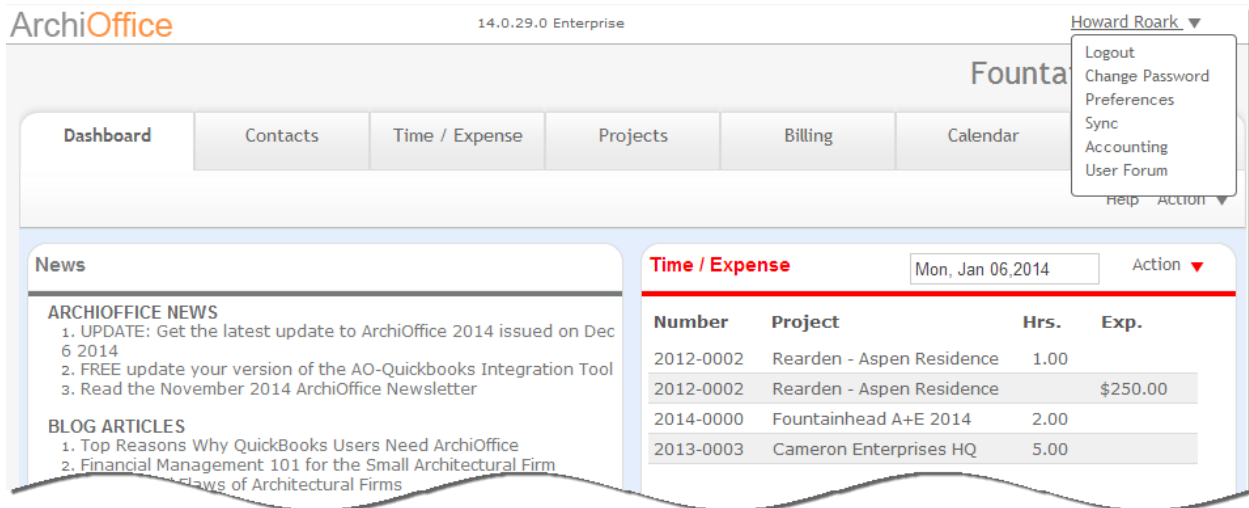 ArchiOffice
14.0.29.0 Enterprise
Howard Roark
Logout
Change Password
Preferences
Sync
Accounting
User Forum
Dashboard
Contacts
Time / Expense
Projects
Billing
Calendar
Help Action
News
ARCHIOFFICE NEWS
1. UPDATE: Get the latest update to ArchiOffice 2014 issued on Dec
6 2014
2. FREE update your version of the AO-Quickbooks Integration Tool
3. Read the November 2014 ArchiOffice Newsletter
BLOG ARTICLES
1. Top Reasons Why QuickBooks Users Need ArchiOffice
2. Financial Management 101 for the Small Architectural Firm
Flaws of Architectural Firms
Time / Expense
Mon, Jan 06,2014
Action
Number Project Hrs. Exp.
2012-0002 Rearden - Aspen Residence 1.00
2012-0002 Rearden - Aspen Residence $250.00
2014-0000 Fountainhead A+E 2014 2.00
2013-0003 Cameron Enterprises HQ 5.00